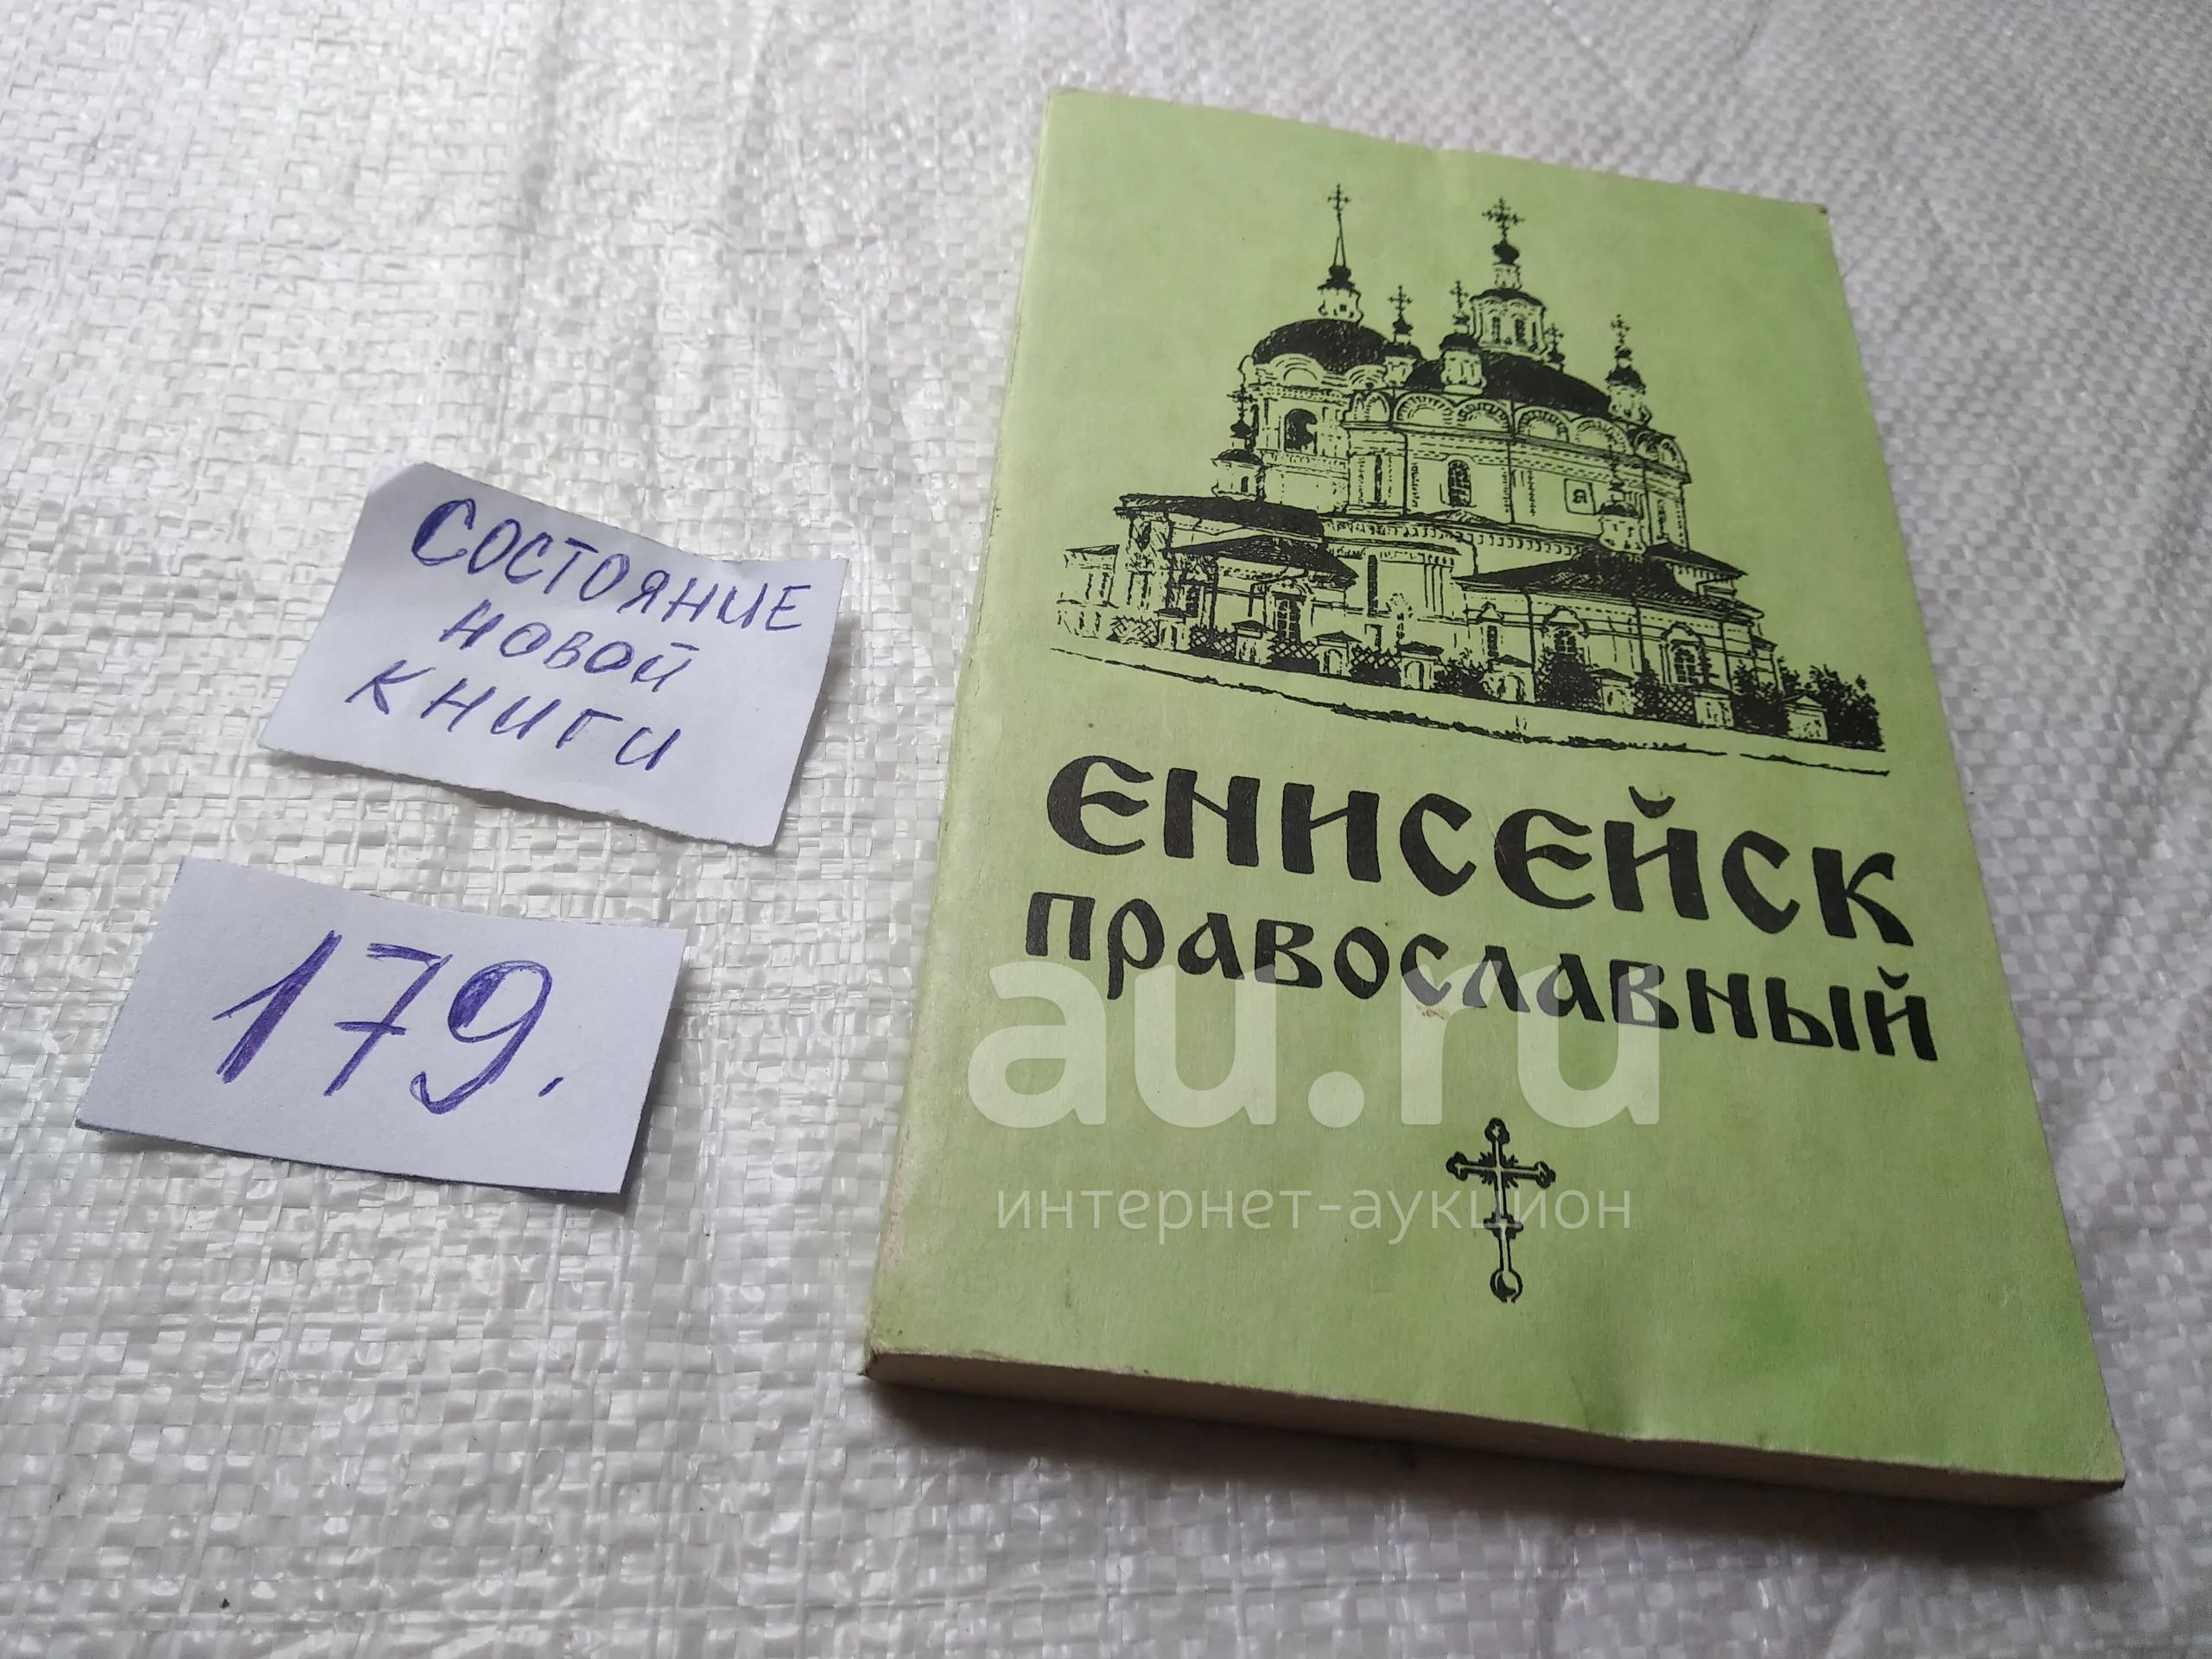 СОСТОЯНИЕ
НОВОЙ
КНИГИ
179.
ЕНИСЕЙСК
ПРАВОСЛАВНЫЙ
au.ru
интернет-аукцион